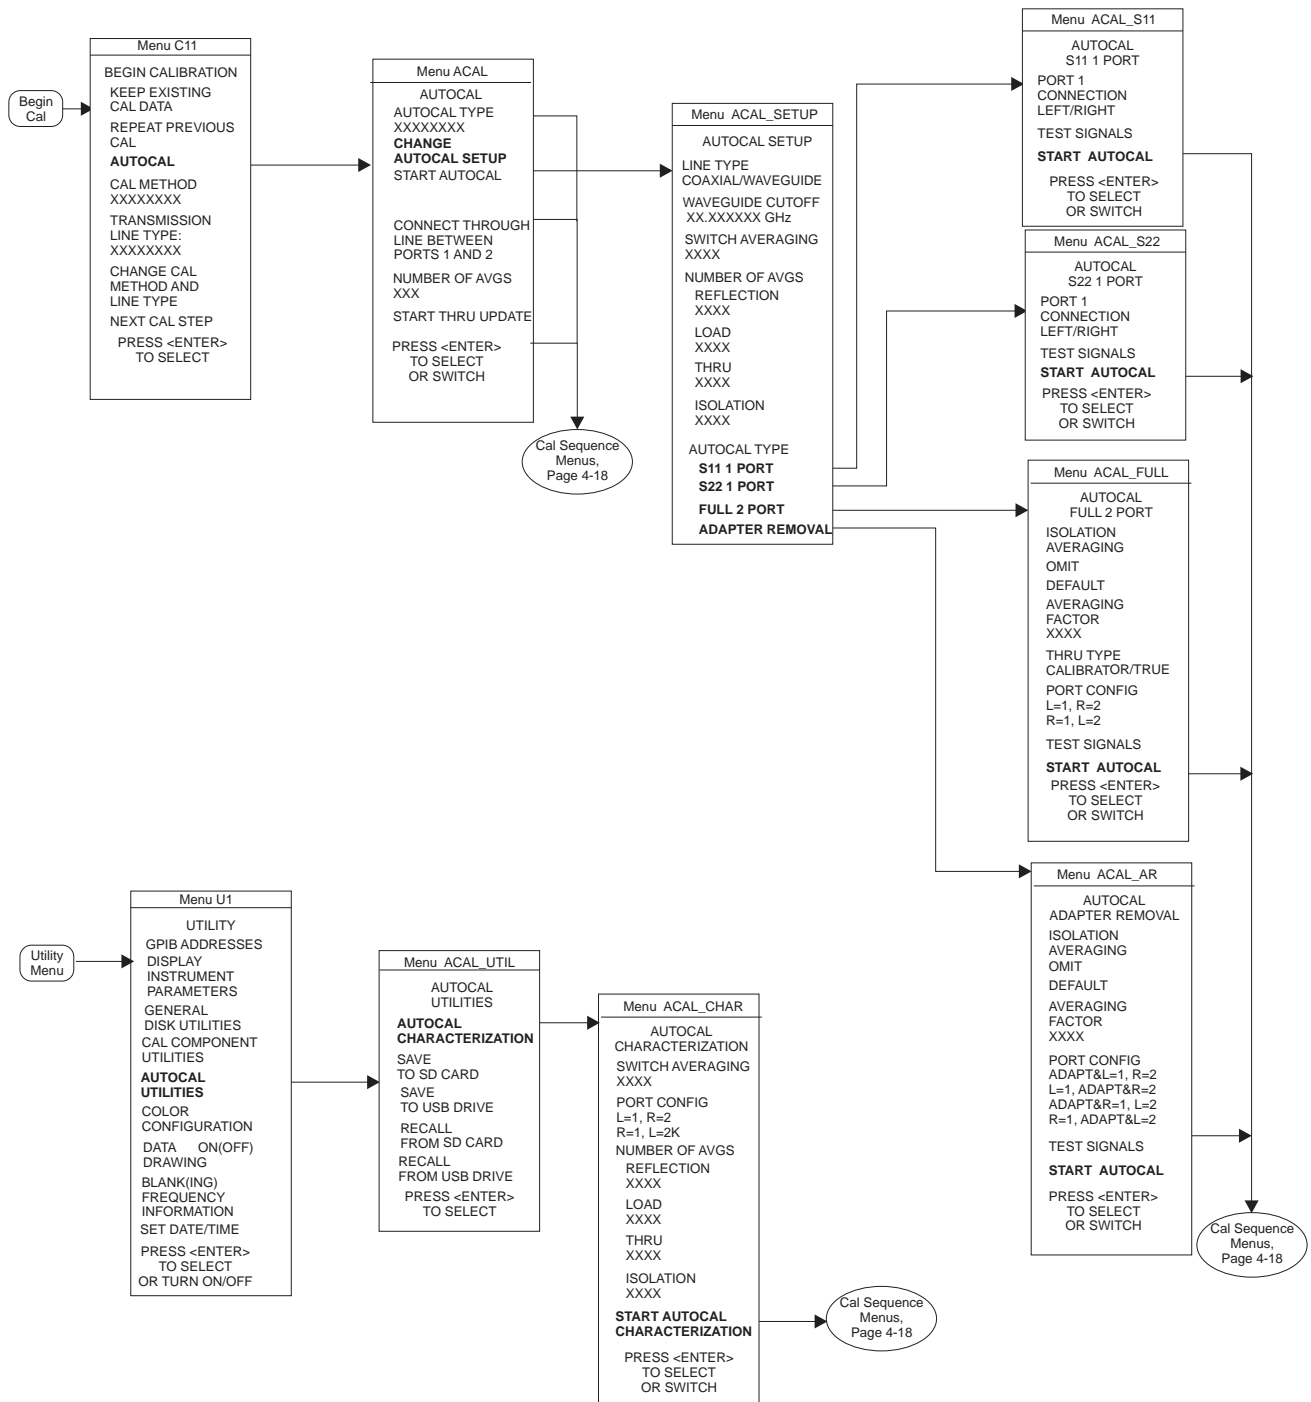 Begin
Cal
Menu C11
BEGIN CALIBRATION
KEEP EXISTING
CAL DATA
REPEAT PREVIOUS
CAL
AUTOCAL
CAL METHOD
XXXXXXXX
TRANSMISSION
LINE TYPE:
XXXXXXXX
CHANGE CAL
METHOD AND
LINE TYPE
NEXT CAL STEP
PRESS <ENTER>
TO SELECT
Menu ACAL
AUTOCAL
AUTOCAL TYPE
XXXXXXXX
CHANGE
AUTOCAL SETUP
START AUTOCAL
CONNECT THROUGH
LINE BETWEEN
PORTS 1 AND 2
NUMBER OF AVGS
XXX
START THRU UPDATE
PRESS <ENTER>
TO SELECT
OR SWITCH
Cal Sequence
Menus,
Page 4-18
Menu ACAL_SETUP
AUTOCAL SETUP
LINE TYPE
COAXIAL/WAVEGUIDE
WAVEGUIDE CUTOFF
XX.XXXXXX GHz
SWITCH AVERAGING
XXXX
NUMBER OF AVGS
REFLECTION
XXXX
LOAD
XXXX
THRU
XXXX
ISOLATION
XXXX
AUTOCAL TYPE
S11 1 PORT
S22 1 PORT
FULL 2 PORT
ADAPTER REMOVAL
Menu ACAL_S11
AUTOCAL
S11 1 PORT
PORT 1
CONNECTION
LEFT/RIGHT
TEST SIGNALS
START AUTOCAL
PRESS <ENTER>
TO SELECT
OR SWITCH
Menu ACAL_S22
AUTOCAL
S22 1 PORT
PORT 1
CONNECTION
LEFT/RIGHT
TEST SIGNALS
START AUTOCAL
PRESS <ENTER>
TO SELECT
OR SWITCH
Menu ACAL_FULL
AUTOCAL
FULL 2 PORT
ISOLATION
AVERAGING
OMIT
DEFAULT
AVERAGING
FACTOR
XXXX
THRU TYPE
CALIBRATOR/TRUE
PORT CONFIG
L=1, R=2
R=1, L=2
TEST SIGNALS
START AUTOCAL
PRESS <ENTER>
TO SELECT
OR SWITCH
Menu ACAL_AR
AUTOCAL
ADAPTER REMOVAL
ISOLATION
AVERAGING
OMIT
DEFAULT
AVERAGING
FACTOR
XXXX
PORT CONFIG
ADAPT&L=1, R=2
L=1, ADAPT&R=2
ADAPT&R=1, L=2
R=1, ADAPT&L=2
TEST SIGNALS
START AUTOCAL
PRESS <ENTER>
TO SELECT
OR SWITCH
Cal Sequence
Menus,
Page 4-18
Utility
Menu
Menu U1
UTILITY
GPIB ADDRESSES
DISPLAY
INSTRUMENT
PARAMETERS
GENERAL
DISK UTILITIES
CAL COMPONENT
UTILITIES
AUTOCAL
UTILITIES
COLOR
CONFIGURATION
DATA ON(OFF)
DRAWING
BLANK(ING)
FREQUENCY
INFORMATION
SET DATE/TIME
PRESS <ENTER>
TO SELECT
OR TURN ON/OFF
Menu ACAL_UTIL
AUTOCAL
UTILITIES
AUTOCAL
CHARACTERIZATION
SAVE
TO SD CARD
SAVE
TO USB DRIVE
RECALL
FROM SD CARD
RECALL
FROM USB DRIVE
PRESS <ENTER>
TO SELECT
Menu ACAL_CHAR
AUTOCAL
CHARACTERIZATION
SWITCH AVERAGING
XXXX
PORT CONFIG
L=1, R=2
R=1, L=2K
NUMBER OF AVGS
REFLECTION
XXXX
LOAD
XXXX
THRU
XXXX
ISOLATION
XXXX
START AUTOCAL
CHARACTERIZATION
PRESS <ENTER>
TO SELECT
OR SWITCH
Cal Sequence
Menus,
Page 4-18